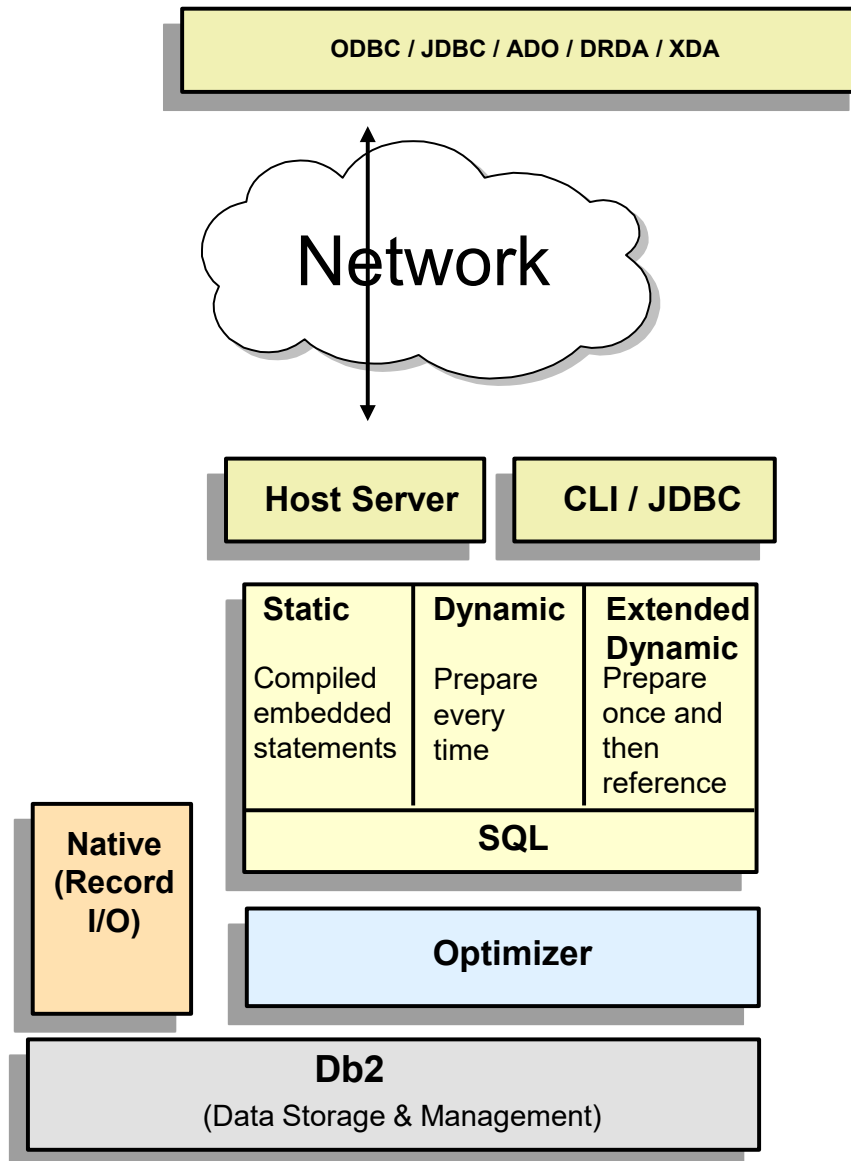 ODBC / JDBC / ADO / DRDA / XDA
Network
Host Server
CLI / JDBC
Static
Compiled
embedded
statements
Dynamic
Prepare
every
time
Extended
Dynamic
Prepare
once and
then
reference
SQL
Native
(Record
I/O)
Optimizer
Db2
(Data Storage & Management)